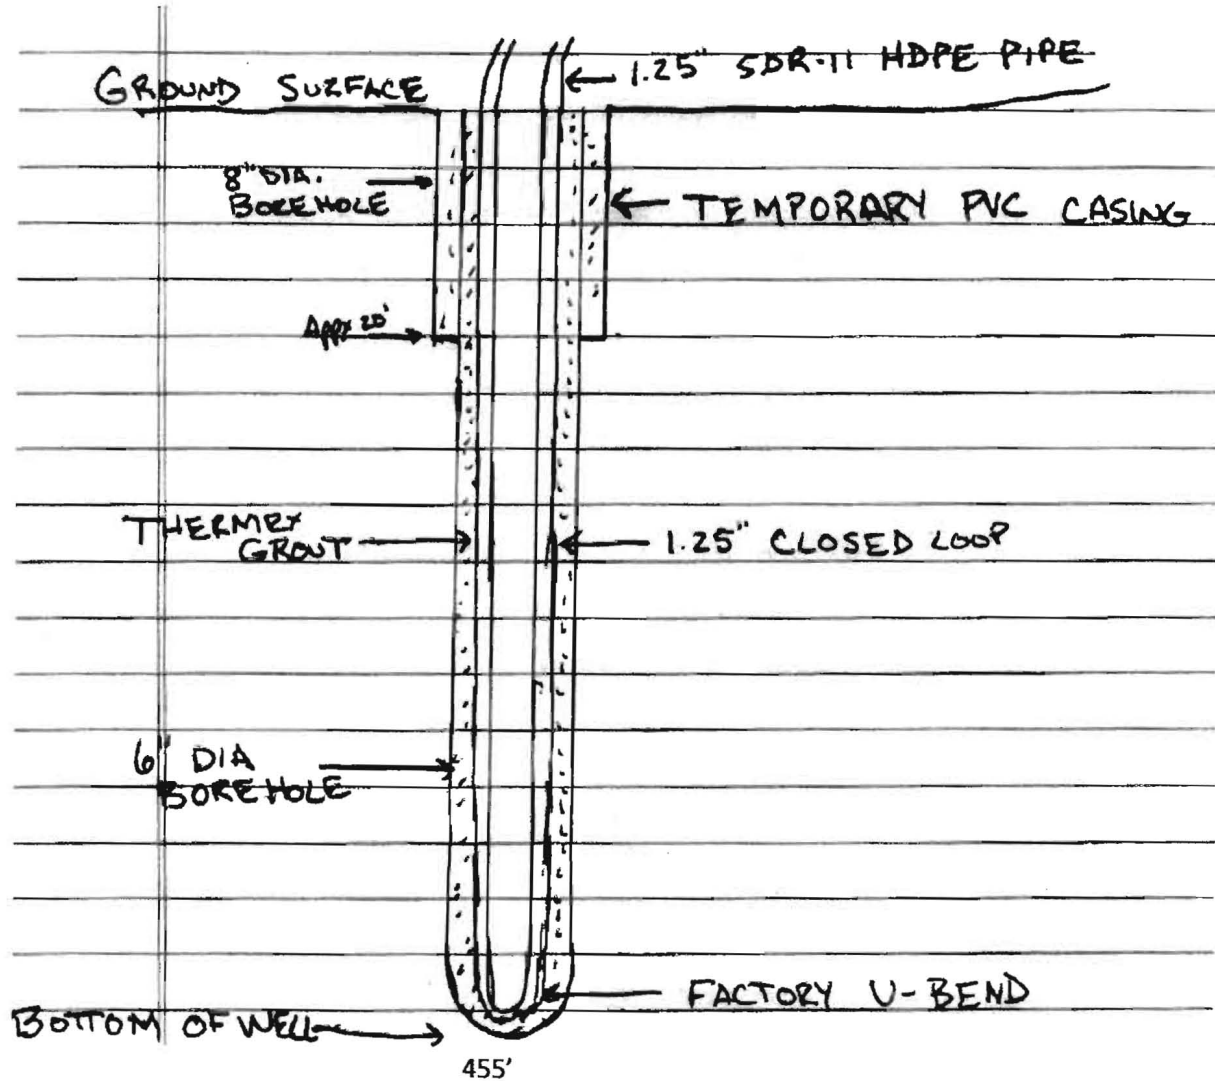 1.25" SDR-11 HDPE PIPE
GROUND SURFACE
8" DIA.
BOREHOLE
TEMPORARY PVC CASING
Appx 20'
THERMEX
GROUT
1.25" CLOSED LOOP
6" DIA
BOREHOLE
FACTORY U-BEND
BOTTOM OF WELL
455'